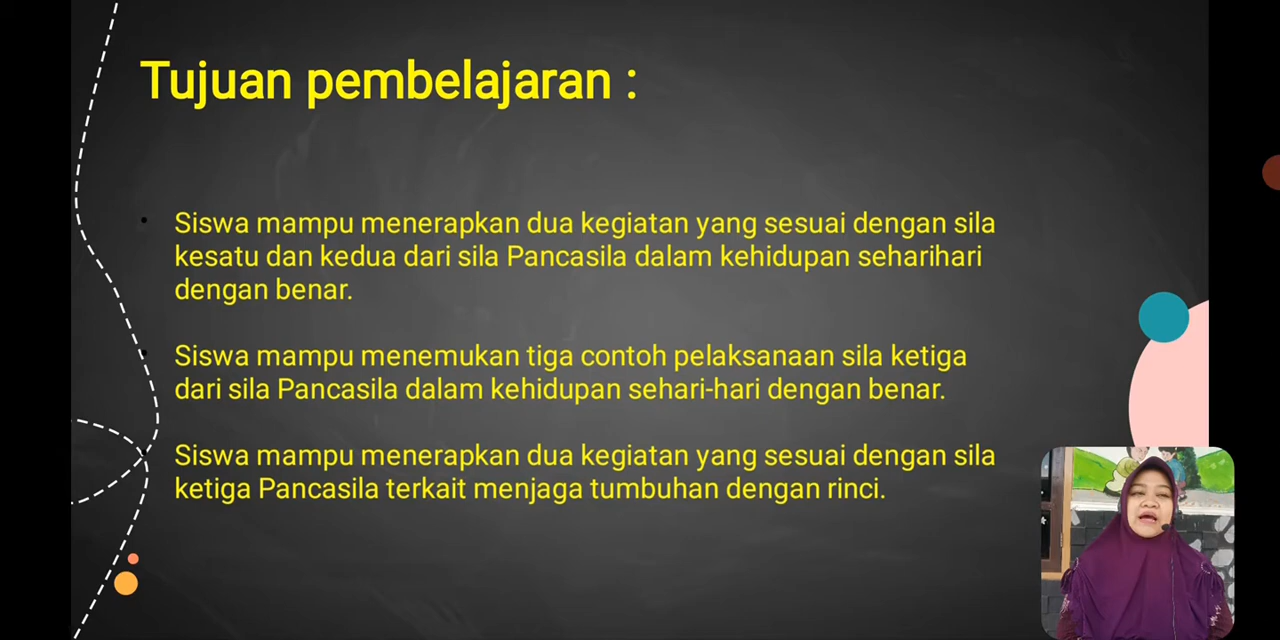 Tujuan pembelajaran :
Siswa mampu menerapkan dua kegiatan yang sesuai dengan sila
kesatu dan kedua dari sila Pancasila dalam kehidupan seharihari
dengan benar.
Siswa mampu menemukan tiga contoh pelaksanaan sila ketiga
dari sila Pancasila dalam kehidupan sehari-hari dengan benar.
Siswa mampu menerapkan dua kegiatan yang sesuai dengan sila
ketiga Pancasila terkait menjaga tumbuhan dengan rinci.